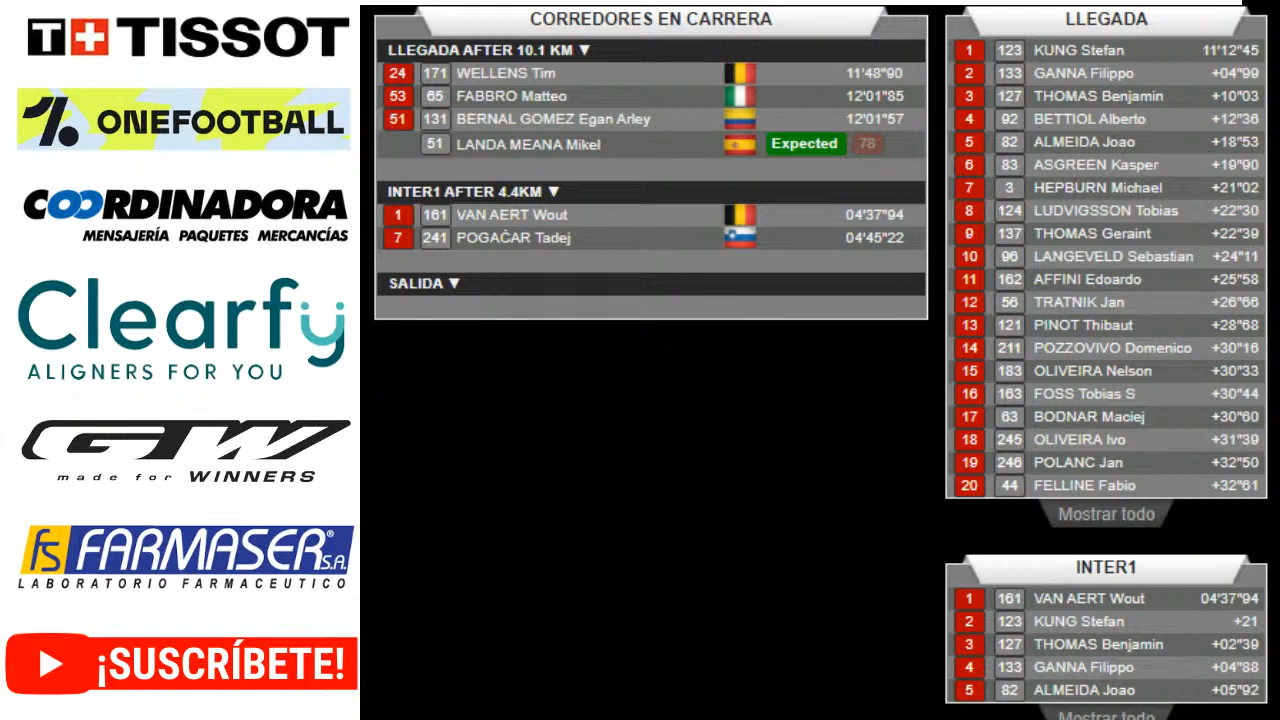 TISSOT
ONEFOOTBALL
COORDINADORA
MENSAJERÍA PAQUETES MERCANCÍAS
Clearfy
ALIGNERS FOR YOU
GW
made for WINNERS
FS FARMASER® S.A.
LABORATORIO FARMACEUTICO
¡SUSCRÍBETE!
CORREDORES EN CARRERA
LLEGADA AFTER 10.1 KM ▼
24 171 WELLENS Tim 11'48"90
53 65 FABBRO Matteo 12'01"85
51 131 BERNAL GOMEZ Egan Arley 12'01"57
51 LANDA MEANA Mikel Expected 78
INTER1 AFTER 4.4KM ▼
1 161 VAN AERT Wout 04'37"94
7 241 POGAČAR Tadej 04'45"22
SALIDA ▼
LLEGADA
1 123 KUNG Stefan 11'12"45
2 133 GANNA Filippo +04"99
3 127 THOMAS Benjamin +10"03
4 92 BETTIOL Alberto +12"36
5 82 ALMEIDA Joao +18"53
6 83 ASGREEN Kasper +19"90
7 3 HEPBURN Michael +21"02
8 124 LUDVIGSSON Tobias +22"30
9 137 THOMAS Geraint +22"39
10 96 LANGEVELD Sebastian +24"11
11 162 AFFINI Edoardo +25"58
12 56 TRATNIK Jan +26"66
13 121 PINOT Thibaut +28"68
14 211 POZZOVIVO Domenico +30"16
15 183 OLIVEIRA Nelson +30"33
16 163 FOSS Tobias S +30"44
17 63 BODNAR Maciej +30"60
18 245 OLIVEIRA Ivo +31"39
19 246 POLANC Jan +32"50
20 44 FELLINE Fabio +32"61
Mostrar todo
INTER1
1 161 VAN AERT Wout 04'37"94
2 123 KUNG Stefan +21
3 127 THOMAS Benjamin +02"39
4 133 GANNA Filippo +04"88
5 82 ALMEIDA Joao +05"92
Mostrar todo